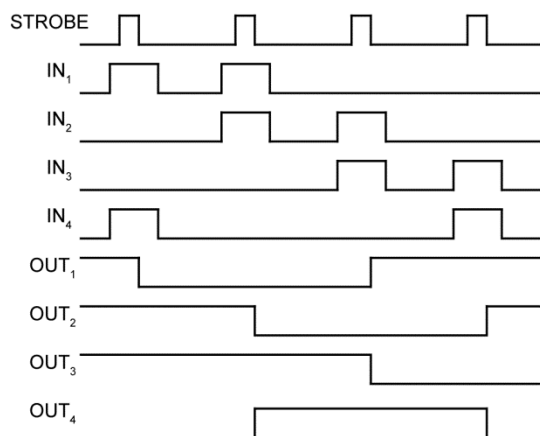 STROBE
IN₁
IN₂
IN₃
IN₄
OUT₁
OUT₂
OUT₃
OUT₄